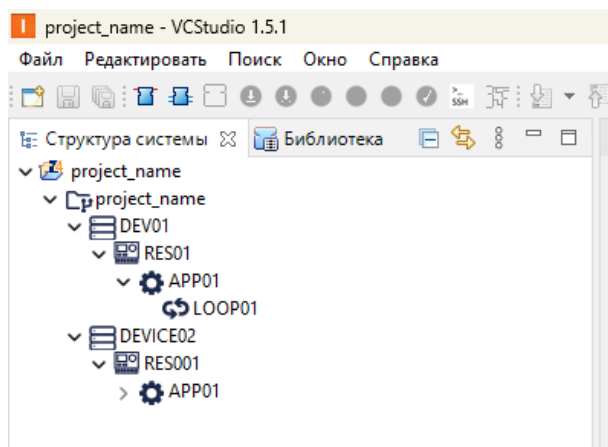 project_name - VCStudio 1.5.1
Файл Редактировать Поиск Окно Справка
SSH
Структура системы Библиотека
project_name
project_name
DEV01
RES01
APP01
LOOP01
DEVICE02
RES001
APP01